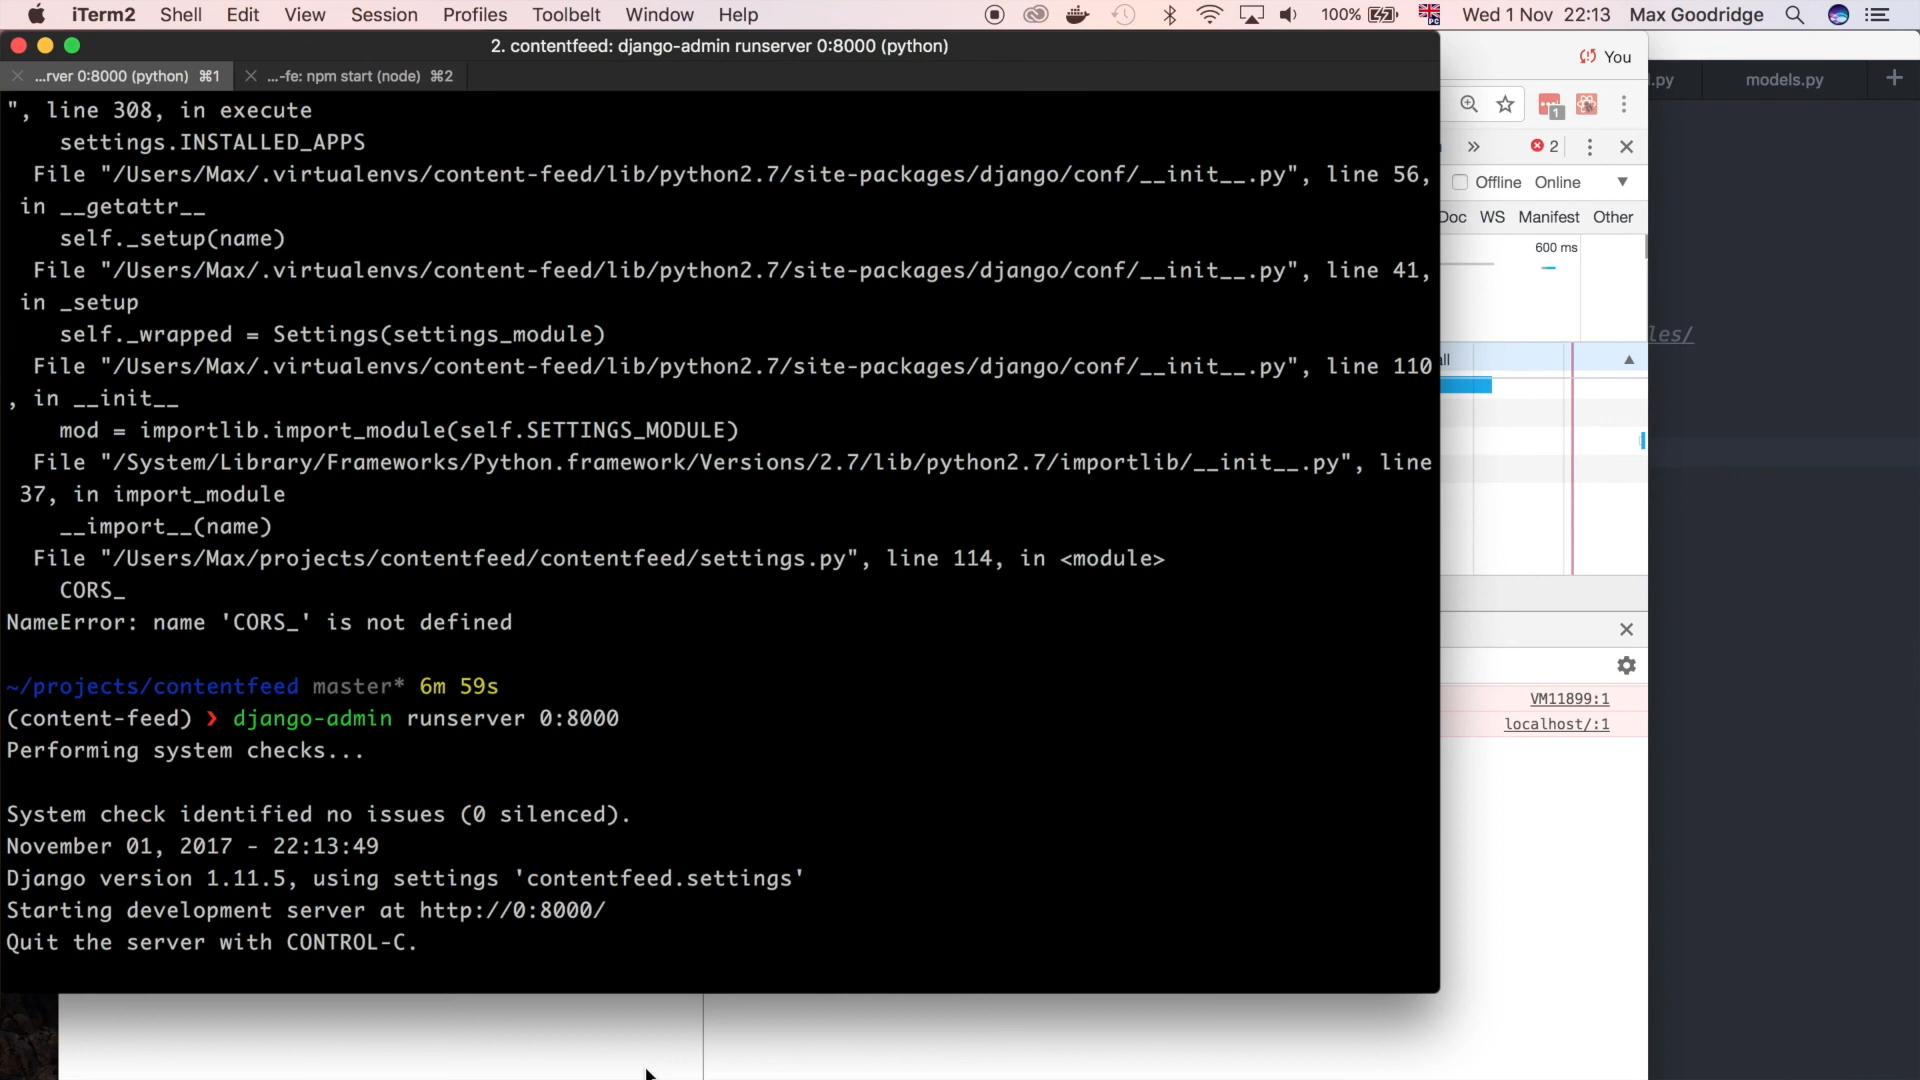 iTerm2 Shell Edit View Session Profiles Toolbelt Window Help 100% Wed 1 Nov 22:13 Max Goodridge
2. contentfeed: django-admin runserver 0:8000 (python)
You
...rver 0:8000 (python) ⌘1 ...-fe: npm start (node) ⌘2
.py models.py
1
2
Offline Online
Doc WS Manifest Other
600 ms
les/
all
", line 308, in execute
settings.INSTALLED_APPS
File "/Users/Max/.virtualenvs/content-feed/lib/python2.7/site-packages/django/conf/__init__.py", line 56,
in __getattr__
self._setup(name)
File "/Users/Max/.virtualenvs/content-feed/lib/python2.7/site-packages/django/conf/__init__.py", line 41,
in _setup
self._wrapped = Settings(settings_module)
File "/Users/Max/.virtualenvs/content-feed/lib/python2.7/site-packages/django/conf/__init__.py", line 110
, in __init__
mod = importlib.import_module(self.SETTINGS_MODULE)
File "/System/Library/Frameworks/Python.framework/Versions/2.7/lib/python2.7/importlib/__init__.py", line
37, in import_module
__import__(name)
File "/Users/Max/projects/contentfeed/contentfeed/settings.py", line 114, in <module>
CORS_
NameError: name 'CORS_' is not defined
~/projects/contentfeed master* 6m 59s
(content-feed) ❯ django-admin runserver 0:8000
Performing system checks...
System check identified no issues (0 silenced).
November 01, 2017 - 22:13:49
Django version 1.11.5, using settings 'contentfeed.settings'
Starting development server at http://0:8000/
Quit the server with CONTROL-C.
VM11899:1
localhost/:1